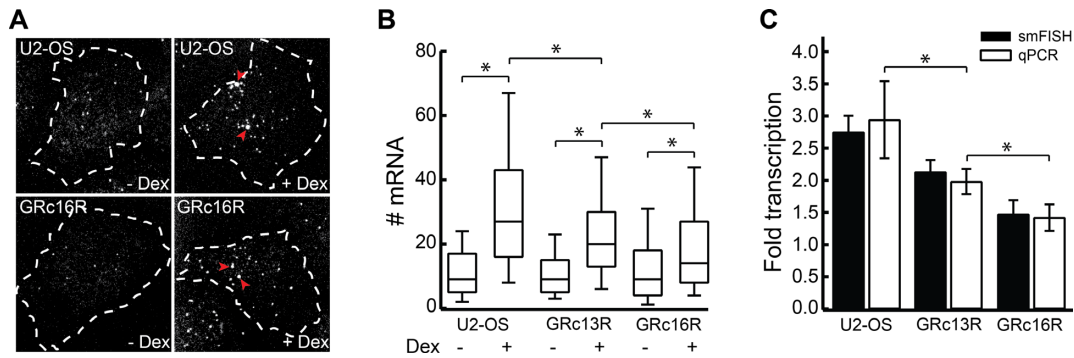 A
U2-OS
- Dex
U2-OS
+ Dex
GRc16R
- Dex
GRc16R
+ Dex
B
# mRNA
80
60
40
20
0
*
*
*
*
*
U2-OS GRc13R GRc16R
Dex - + - + - +
C
smFISH
qPCR
Fold transcription
4.0
3.5
3.0
2.5
2.0
1.5
1.0
0.5
0.0
*
*
U2-OS GRc13R GRc16R